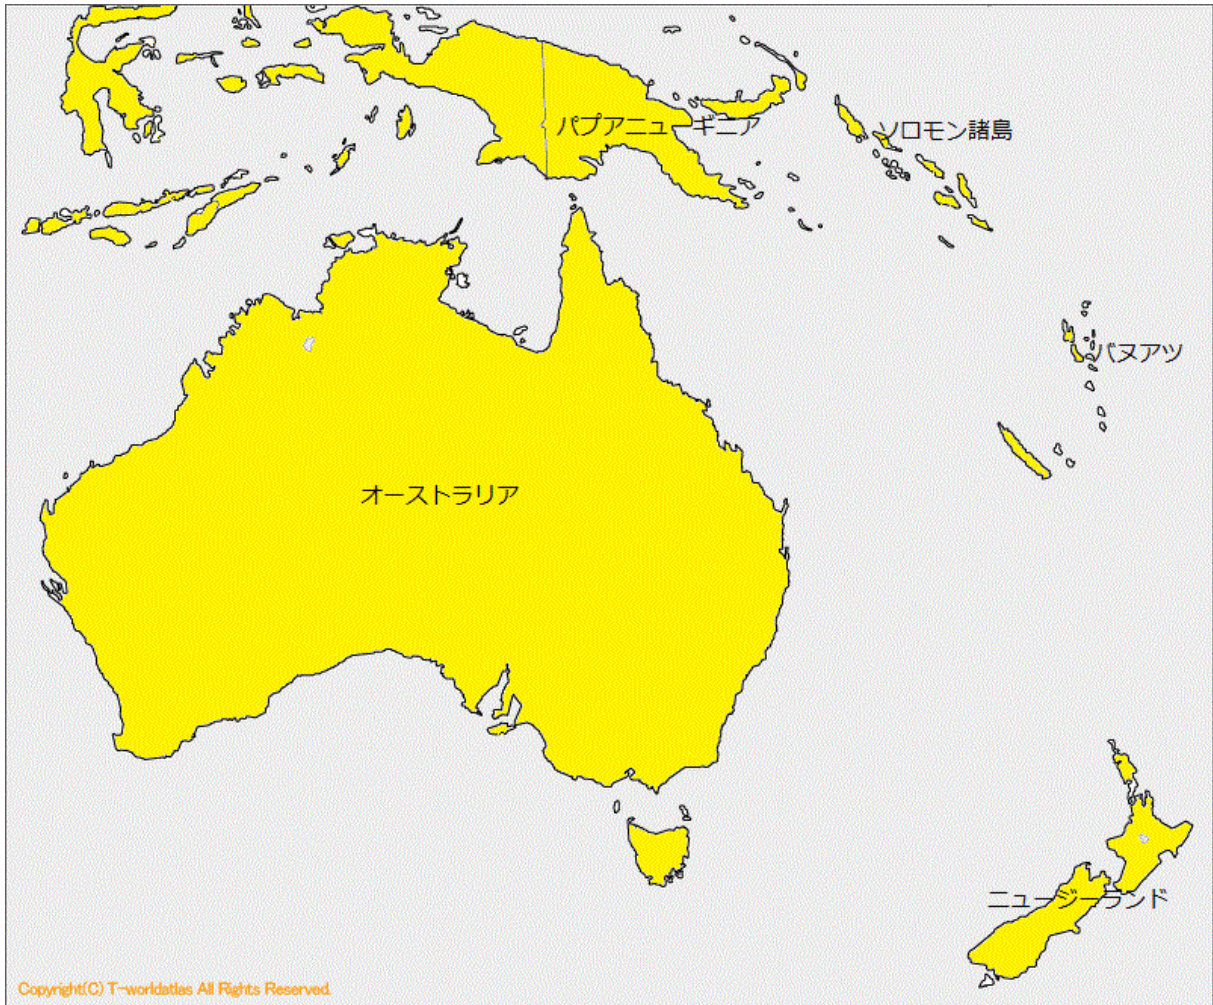 パプアニューギニア
ソロモン諸島
バヌアツ
オーストラリア
ニュージーランド
Copyright(C) T-worldatlas All Rights Reserved.